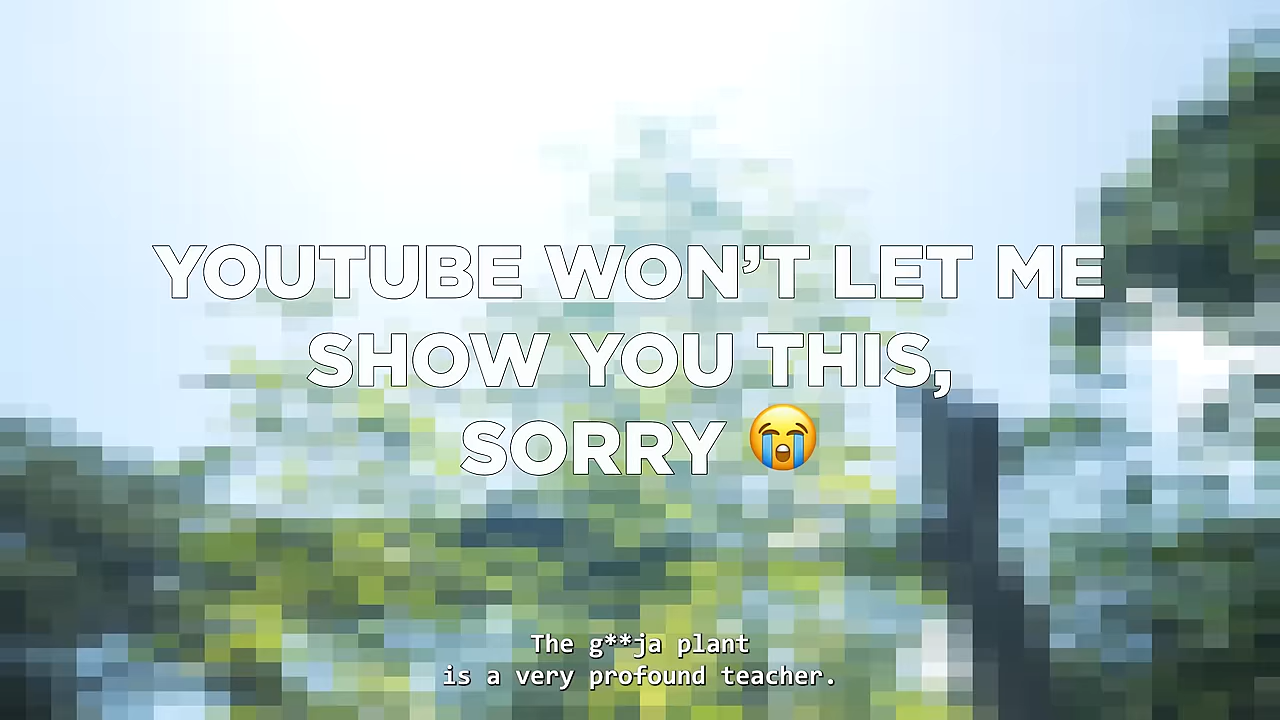 YOUTUBE WON’T LET ME
SHOW YOU THIS,
SORRY 😭
The g**ja plant
is a very profound teacher.